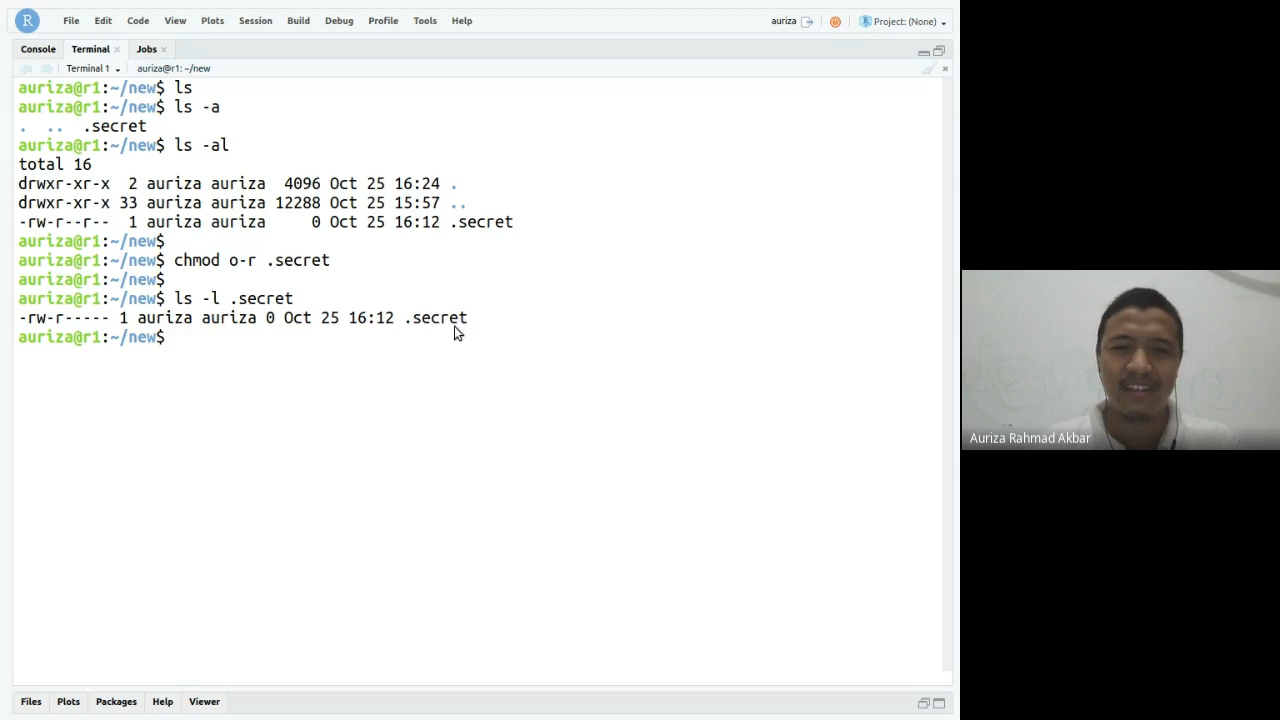 R File Edit Code View Plots Session Build Debug Profile Tools Help auriza R Project: (None)
Console Terminal × Jobs ×
Terminal 1 auriza@r1: ~/new
auriza@r1:~/new$ ls
auriza@r1:~/new$ ls -a
. .. .secret
auriza@r1:~/new$ ls -al
total 16
drwxr-xr-x 2 auriza auriza 4096 Oct 25 16:24 .
drwxr-xr-x 33 auriza auriza 12288 Oct 25 15:57 ..
-rw-r--r-- 1 auriza auriza 0 Oct 25 16:12 .secret
auriza@r1:~/new$
auriza@r1:~/new$ chmod o-r .secret
auriza@r1:~/new$
auriza@r1:~/new$ ls -l .secret
-rw-r----- 1 auriza auriza 0 Oct 25 16:12 .secret
auriza@r1:~/new$
Auriza Rahmad Akbar
Files Plots Packages Help Viewer